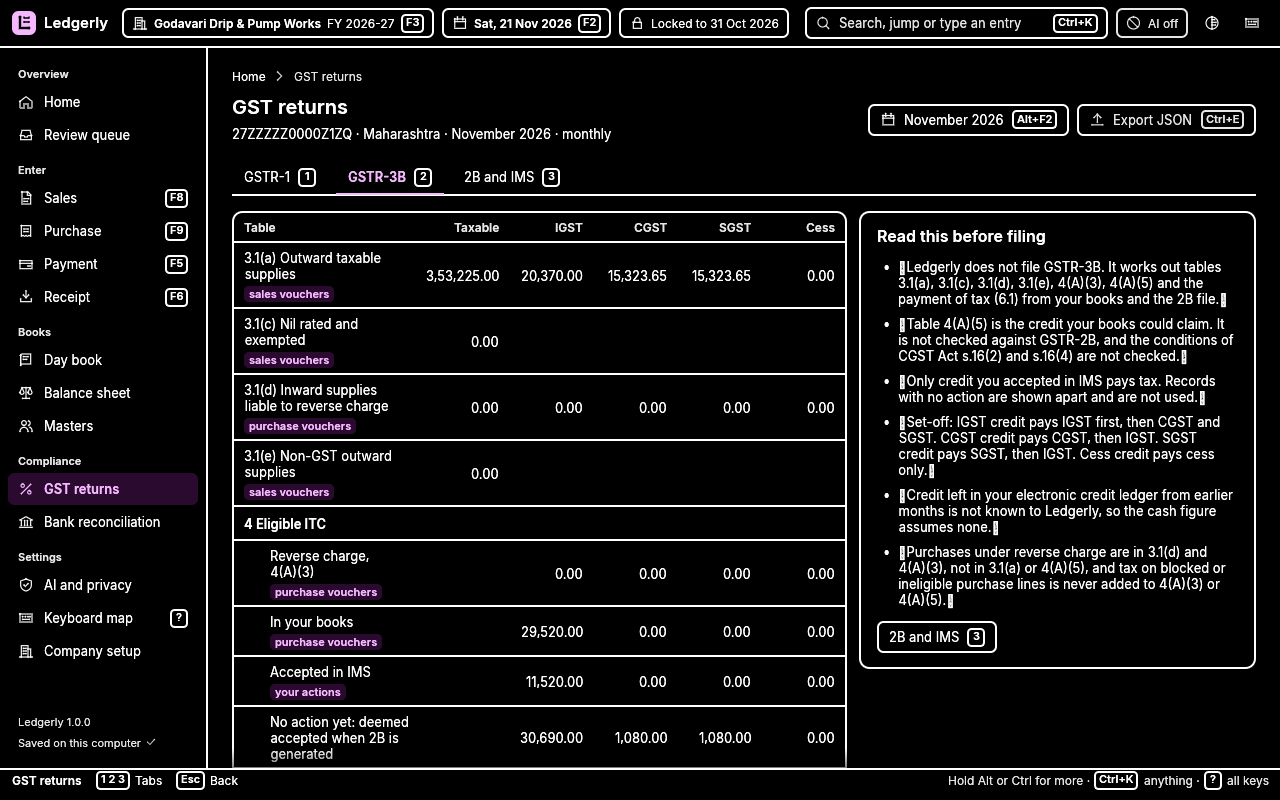 Ledgerly
Godavari Drip & Pump Works FY 2026-27 F3
Sat, 21 Nov 2026 F2
Locked to 31 Oct 2026
Search, jump or type an entry Ctrl+K
AI off
Overview
Home
Review queue
Enter
Sales F8
Purchase F9
Payment F5
Receipt F6
Books
Day book
Balance sheet
Masters
Compliance
GST returns
Bank reconciliation
Settings
AI and privacy
Keyboard map ?
Company setup
Ledgerly 1.0.0
Saved on this computer
Home > GST returns
GST returns
27ZZZZZ0000Z1ZQ · Maharashtra · November 2026 · monthly
November 2026 Alt+F2
Export JSON Ctrl+E
GSTR-1 1 GSTR-3B 2 2B and IMS 3
Table Taxable IGST CGST SGST Cess
3.1(a) Outward taxable
supplies 3,53,225.00 20,370.00 15,323.65 15,323.65 0.00
sales vouchers
3.1(c) Nil rated and
exempted 0.00
sales vouchers
3.1(d) Inward supplies
liable to reverse charge 0.00 0.00 0.00 0.00 0.00
purchase vouchers
3.1(e) Non-GST outward
supplies 0.00
sales vouchers
4 Eligible ITC
Reverse charge,
4(A)(3) 0.00 0.00 0.00 0.00
purchase vouchers
In your books 29,520.00 0.00 0.00 0.00
purchase vouchers
Accepted in IMS 11,520.00 0.00 0.00 0.00
your actions
No action yet: deemed
accepted when 2B is 30,690.00 1,080.00 1,080.00 0.00
generated
Read this before filing
• Ledgerly does not file GSTR-3B. It works out tables
3.1(a), 3.1(c), 3.1(d), 3.1(e), 4(A)(3), 4(A)(5) and the
payment of tax (6.1) from your books and the 2B file.
• Table 4(A)(5) is the credit your books could claim. It
is not checked against GSTR-2B, and the conditions of
CGST Act s.16(2) and s.16(4) are not checked.
• Only credit you accepted in IMS pays tax. Records
with no action are shown apart and are not used.
• Set-off: IGST credit pays IGST first, then CGST and
SGST. CGST credit pays CGST, then IGST. SGST
credit pays SGST, then IGST. Cess credit pays cess
only.
• Credit left in your electronic credit ledger from earlier
months is not known to Ledgerly, so the cash figure
assumes none.
• Purchases under reverse charge are in 3.1(d) and
4(A)(3), not in 3.1(a) or 4(A)(5), and tax on blocked or
ineligible purchase lines is never added to 4(A)(3) or
4(A)(5).
2B and IMS 3
GST returns 1 2 3 Tabs Esc Back
Hold Alt or Ctrl for more · Ctrl+K anything · ? all keys